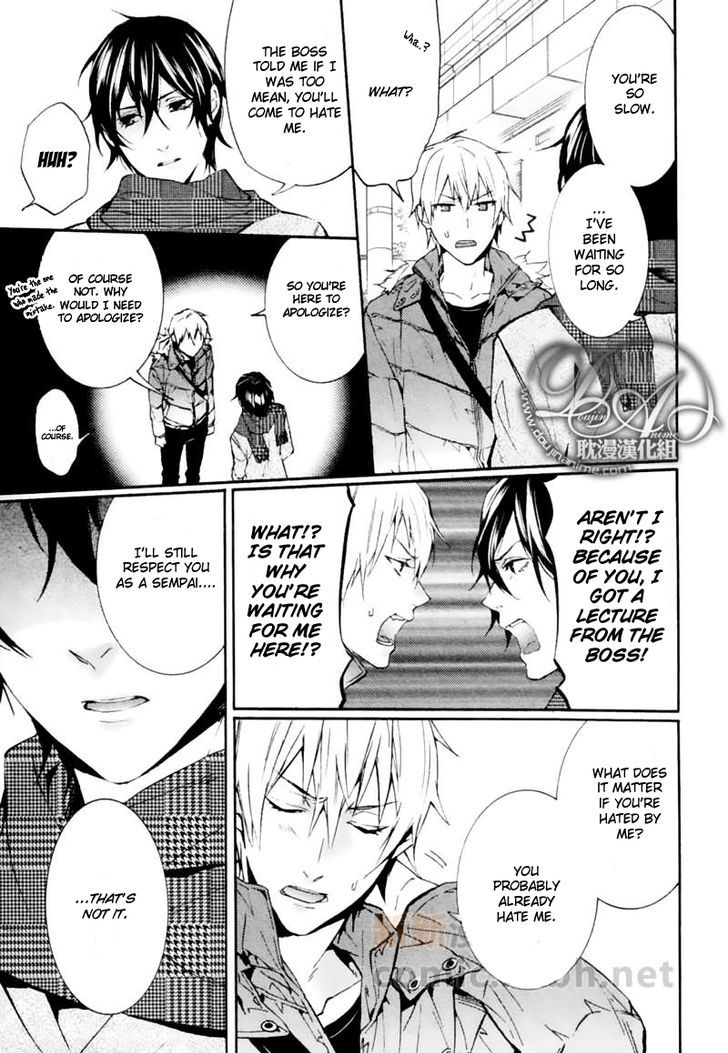 YOU'RE
SO
SLOW.
...
I'VE
BEEN
WAITING
FOR SO
LONG.
Wha..?
WHAT?
THE BOSS
TOLD ME IF I
WAS TOO
MEAN, YOU'LL
COME TO HATE
ME.
HUH?
SO YOU'RE
HERE TO
APOLOGIZE?
OF COURSE
NOT. WHY
WOULD I NEED
TO APOLOGIZE?
You're the one
who made the
mistake.
...OF
COURSE.
DA
Doujin
Anime
耽漫漢化組
www.doujinanime.com
AREN'T I
RIGHT!?
BECAUSE
OF YOU, I
GOT A
LECTURE
FROM THE
BOSS!
WHAT!?
IS THAT
WHY
YOU'RE
WAITING
FOR ME
HERE!?
I'LL STILL
RESPECT YOU
AS A SEMPAI....
WHAT DOES
IT MATTER
IF YOU'RE
HATED BY
ME?
YOU
PROBABLY
ALREADY
HATE ME.
...THAT'S
NOT IT.